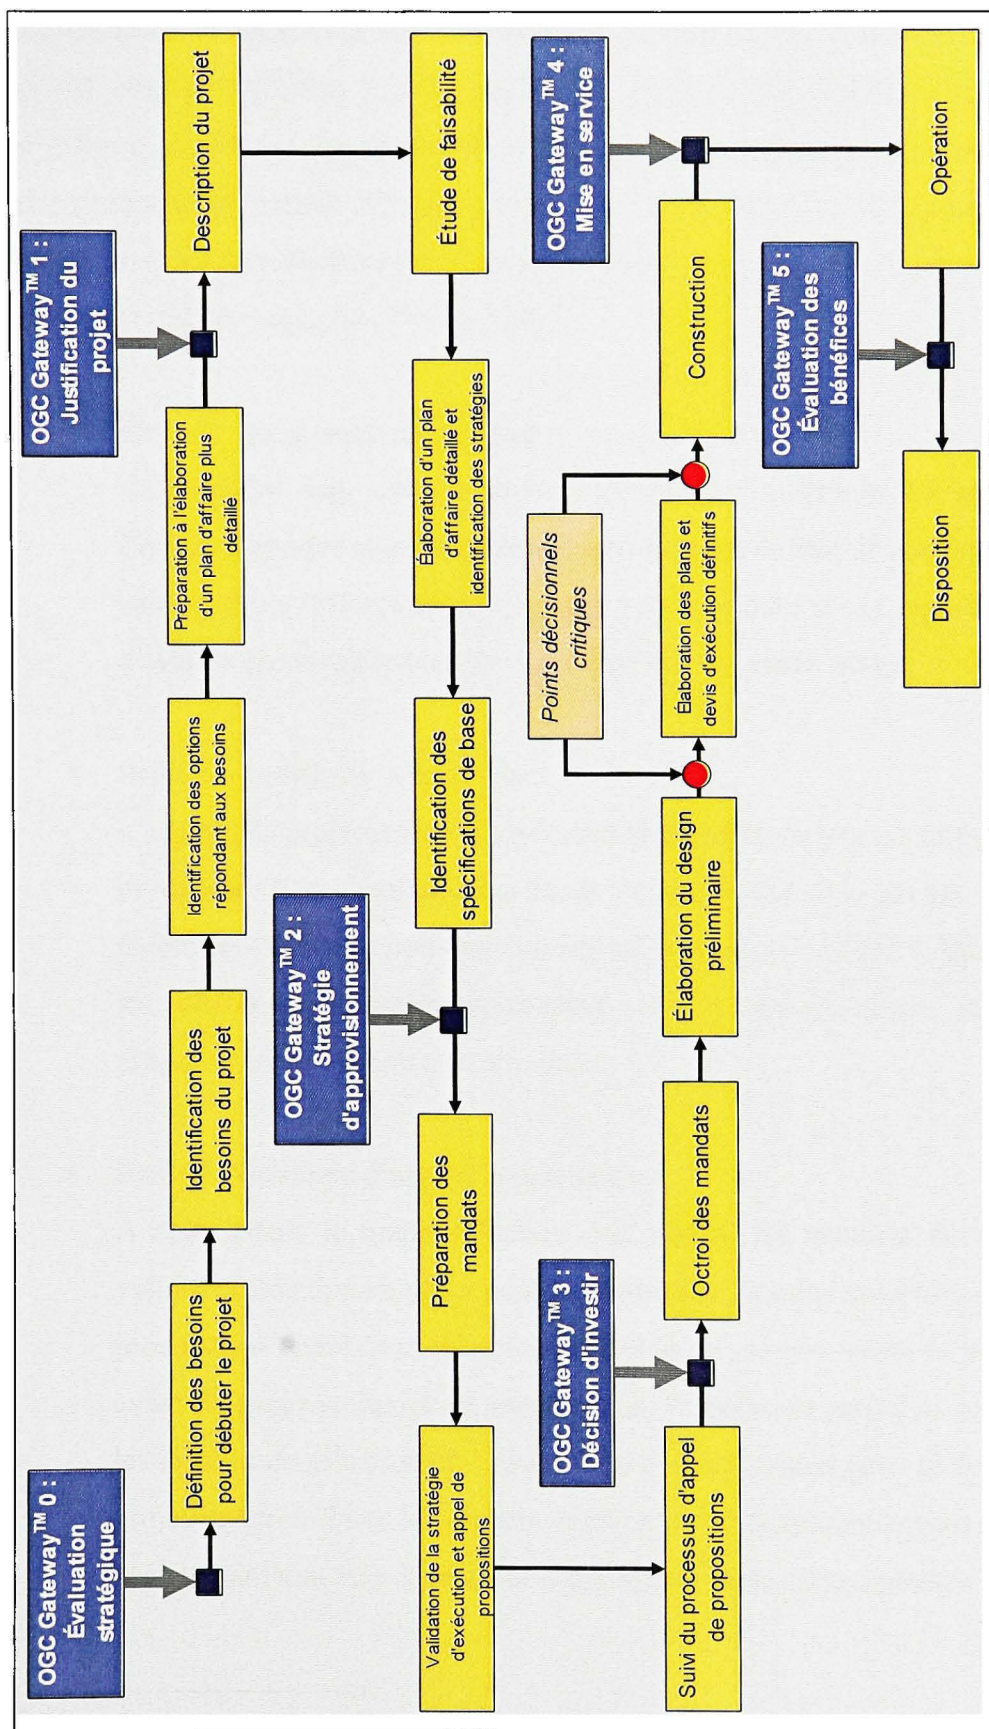 OGC Gateway™ 0 :
Évaluation
stratégique
Définition des besoins
pour débuter le projet
Identification des
besoins du projet
Identification des options
répondant aux besoins
Préparation à l'élaboration
d'un plan d'affaire plus
détaillé
OGC Gateway™ 1 :
Justification du
projet
Description du projet
Étude de faisabilité
Élaboration d'un plan
d'affaire détaillé et
identification des stratégies
Identification des
spécifications de base
OGC Gateway™ 2 :
Stratégie
d'approvisionnement
Préparation des
mandats
Validation de la stratégie
d'exécution et appel de
propositions
Suivi du processus d'appel
de propositions
OGC Gateway™ 3 :
Décision d'investir
Octroi des mandats
Élaboration du design
préliminaire
Points décisionnels
critiques
Élaboration des plans et
devis d'exécution définitifs
Construction
OGC Gateway™ 4 :
Mise en service
Opération
OGC Gateway™ 5 :
Évaluation des
bénéfices
Disposition